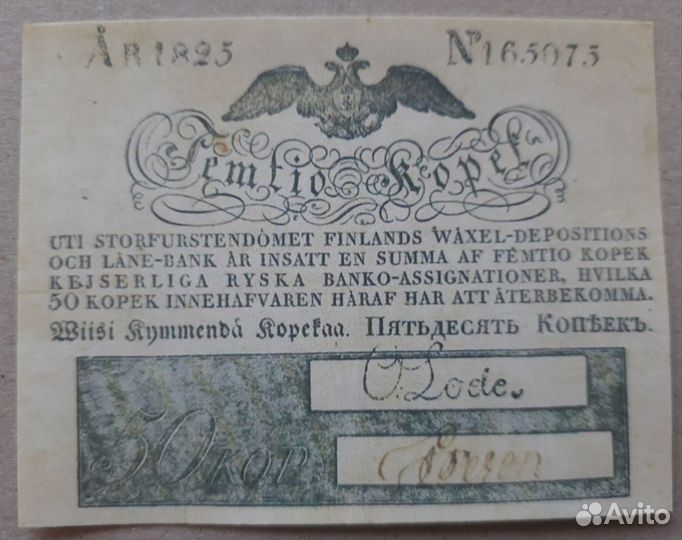 ÅR 1825 No 165075
Femtio Kopek
UTI STORFURSTENDÖMET FINLANDS WÄXEL-DEPOSITIONS
OCH LÅNE-BANK ÄR INSATT EN SUMMA AF FEMTIO KOPEK
KEJSERLIGA RYSKA BANKO-ASSIGNATIONER, HVILKA
50 KOPEK INNEHAFVAREN HÄRAF HAR ATT ÅTERBEKOMMA.
Wiisi Kymmendä Kopekaa. ПЯТЬДЕСЯТЬ КОПѢЕКЪ.
O. Lode
50 KOP.
Avito